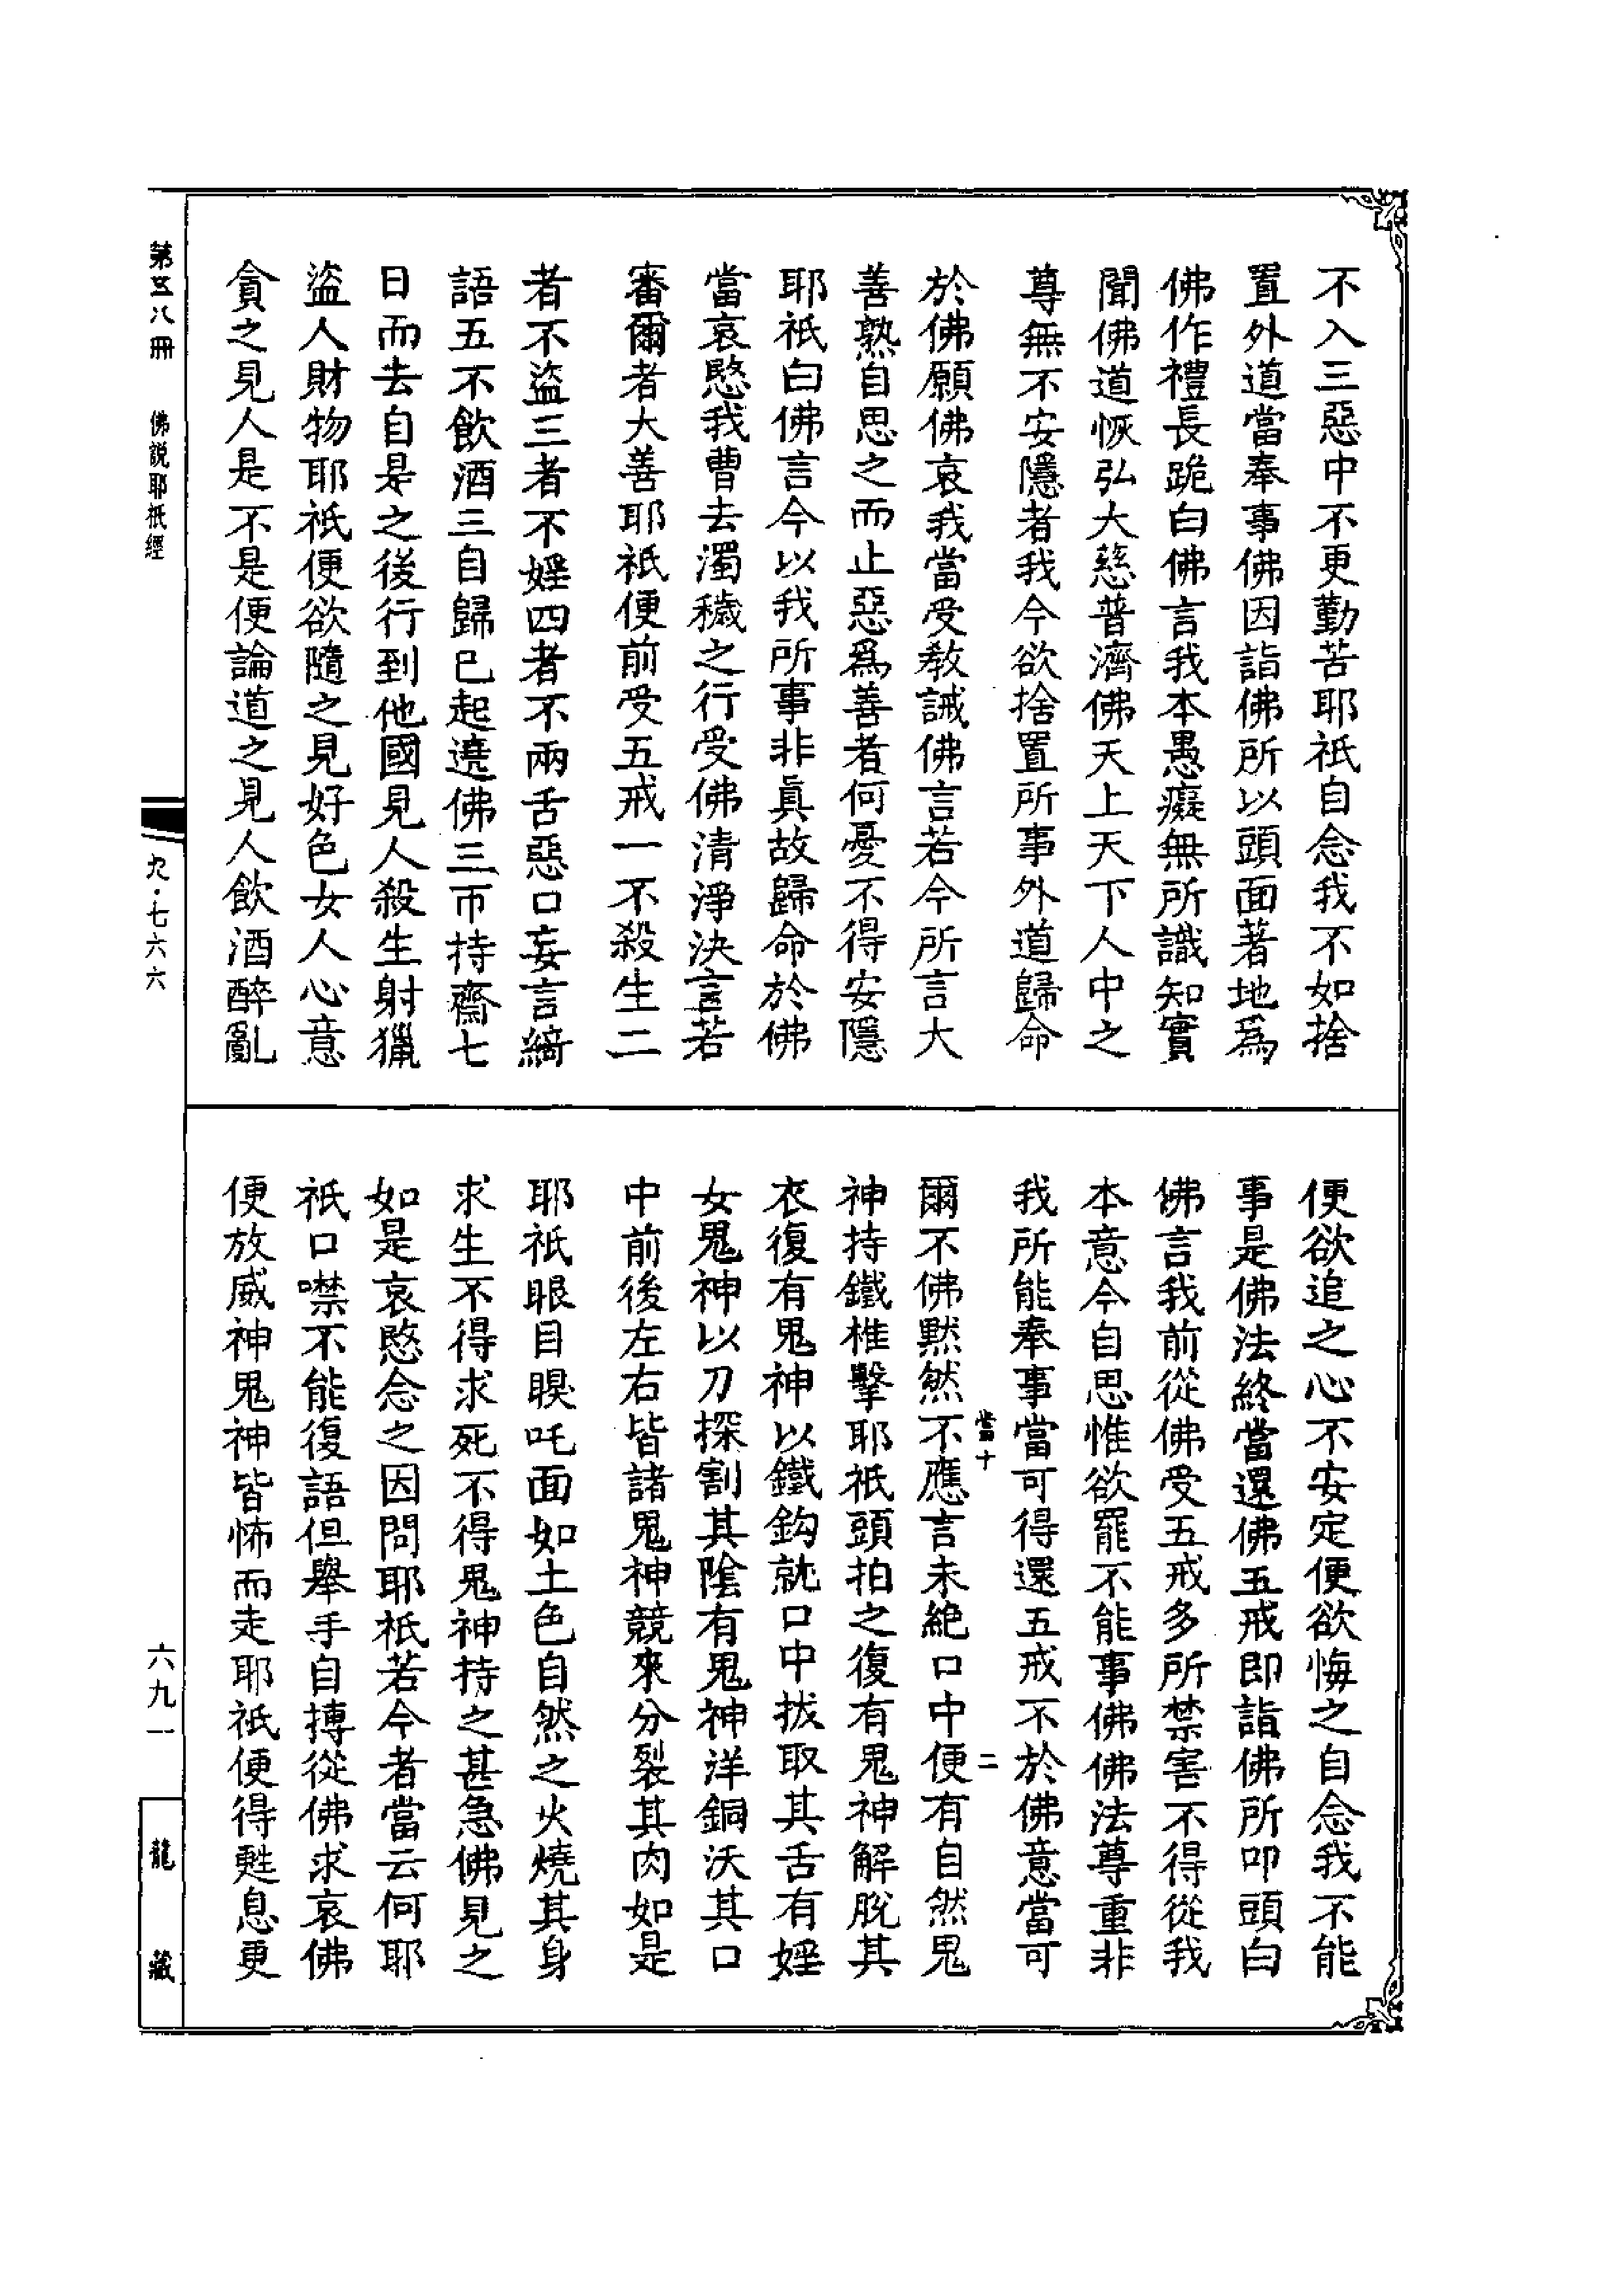 不入三惡中不更勤苦耶祇自念我不如捨
置外道當奉事佛因詣佛所以頭面著地爲
佛作禮長跪白佛言我本愚癡無所識知實
聞佛道恢弘大慈普濟佛天上天下人中之
尊無不安隱者我今欲捨置所事外道歸命
於佛願佛哀我當受敎誡佛言若今所言大
善熟自思之而止惡爲善者何憂不得安隱
耶祇白佛言今以我所事非眞故歸命於佛
當哀愍我曹去濁穢之行受佛清淨決言若
審爾者大善耶祇便前受五戒一不殺生二
者不盜三者不婬四者不兩舌惡口妄言綺
語五不飲酒三自歸已起遶佛三帀持齋七
日而去自是之後行到他國見人殺生射獵
盜人財物耶祇便欲隨之見好色女人心意
貪之見人是不是便論道之見人飲酒醉亂
便欲追之心不安定便欲悔之自念我不能
事是佛法終當還佛五戒即詣佛所叩頭白
佛言我前從佛受五戒多所禁害不得從我
本意今自思惟欲罷不能事佛佛法尊重非
我所能奉事當可得還五戒不於佛意當可
當十
二
爾不佛默然不應言未絶口中便有自然鬼
神持鐵椎擊耶祇頭拍之復有鬼神解脫其
衣復有鬼神以鐵鈎就口中拔取其舌有婬
女鬼神以刀探割其陰有鬼神洋銅沃其口
中前後左右皆諸鬼神競來分裂其肉如是
耶祇眼目䁤吒面如土色自然之火燒其身
求生不得求死不得鬼神持之甚急佛見之
如是哀愍念之因問耶祇若今者當云何耶
祇口噤不能復語但舉手自搏從佛求哀佛
便放威神鬼神皆怖而走耶祇便得甦息更
第五八冊
佛說耶祇經
九·七六六
六九一
龍藏